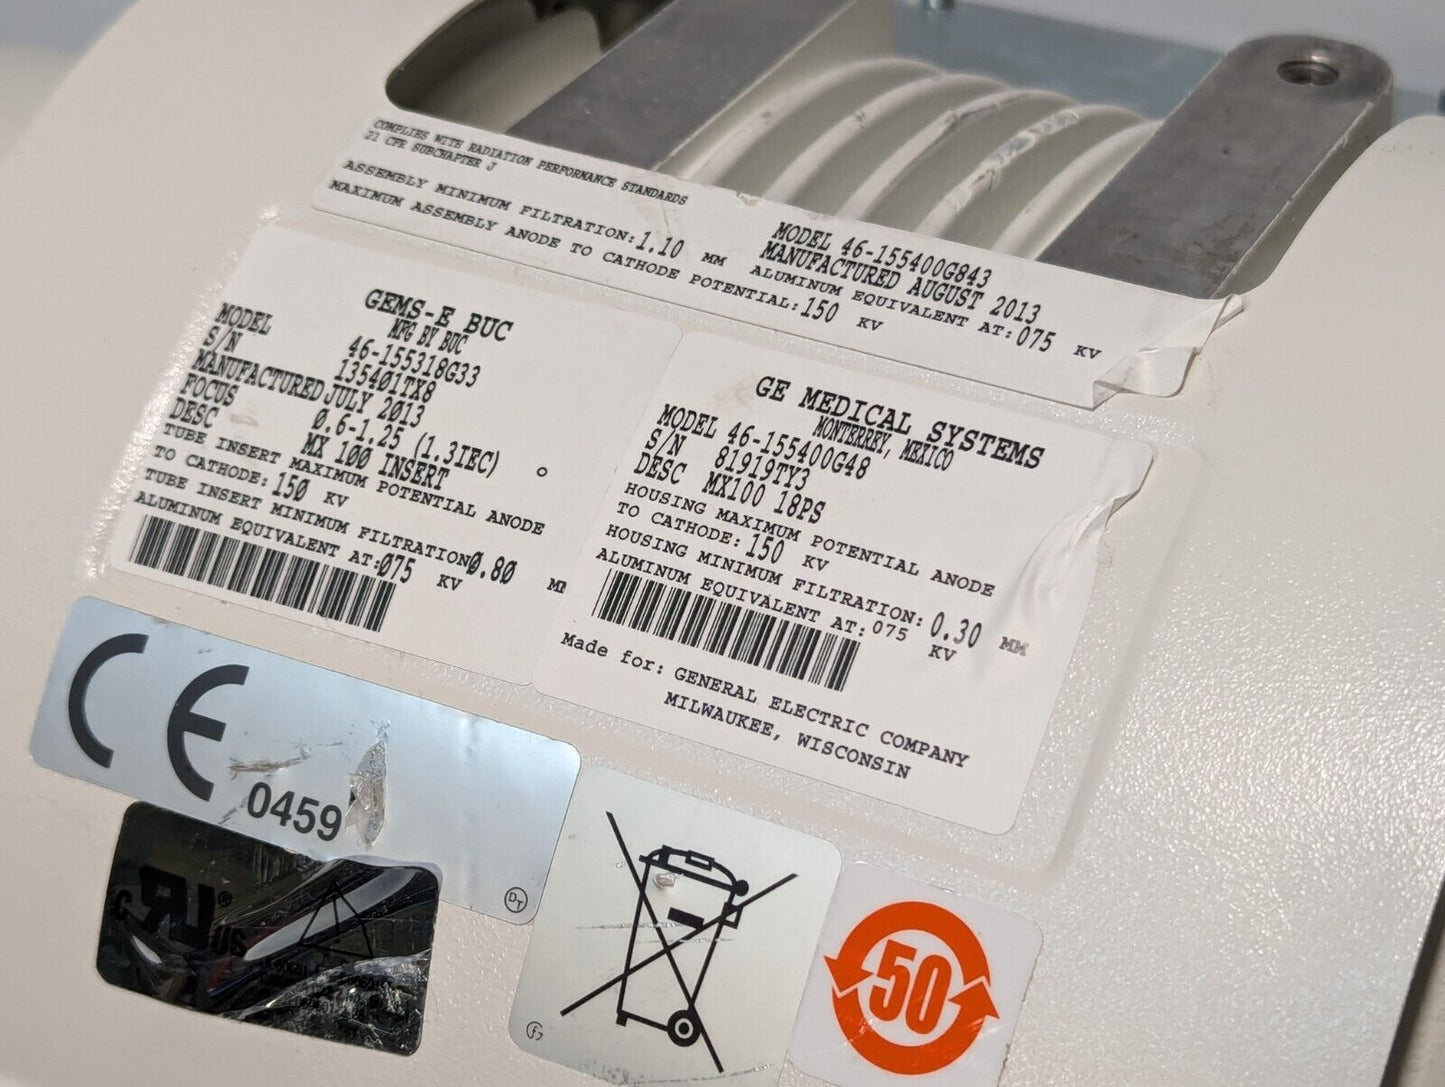 COMPLIES WITH RADIATION PERFORMANCE STANDARDS
21 CFR SUBCHAPTER J
MODEL 46-155400G843
MANUFACTURED AUGUST 2013
ASSEMBLY MINIMUM FILTRATION:1.10 MM ALUMINUM EQUIVALENT AT:075 KV
MAXIMUM ASSEMBLY ANODE TO CATHODE POTENTIAL:150 KV
GEMS-E BUC
MFG BY BUC
MODEL 46-155318G33
S/N 135401TX8
MANUFACTURED JULY 2013
FOCUS 0.6-1.25 (1.3IEC)
DESC MX 100 INSERT
TUBE INSERT MAXIMUM POTENTIAL ANODE
TO CATHODE:150 KV
TUBE INSERT MINIMUM FILTRATION0.80 MM
ALUMINUM EQUIVALENT AT:075 KV
GE MEDICAL SYSTEMS
MONTERREY, MEXICO
MODEL 46-155400G48
S/N 81919TY3
DESC MX100 18PS
HOUSING MAXIMUM POTENTIAL ANODE
TO CATHODE:150 KV
HOUSING MINIMUM FILTRATION:0.30 MM
ALUMINUM EQUIVALENT AT:075 KV
Made for: GENERAL ELECTRIC COMPANY
MILWAUKEE, WISCONSIN
CE
0459
DT
c RU® US
50